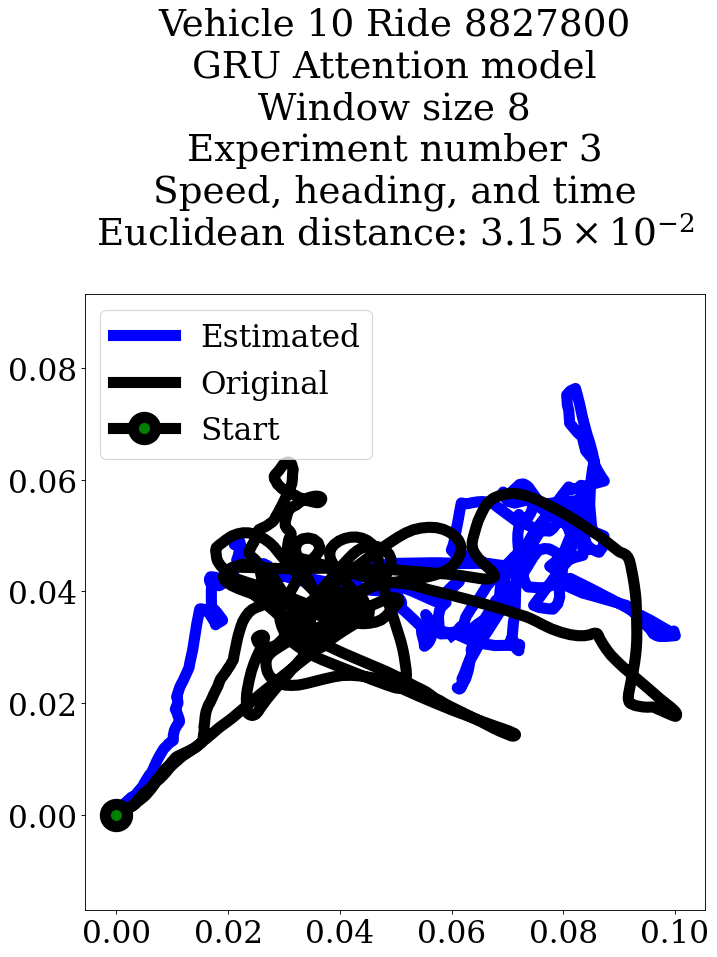 Vehicle 10 Ride 8827800
GRU Attention model
Window size 8
Experiment number 3
Speed, heading, and time
Euclidean distance: 3.15 × 10⁻²
Estimated
Original
Start
0.08
0.06
0.04
0.02
0.00
0.00 0.02 0.04 0.06 0.08 0.10